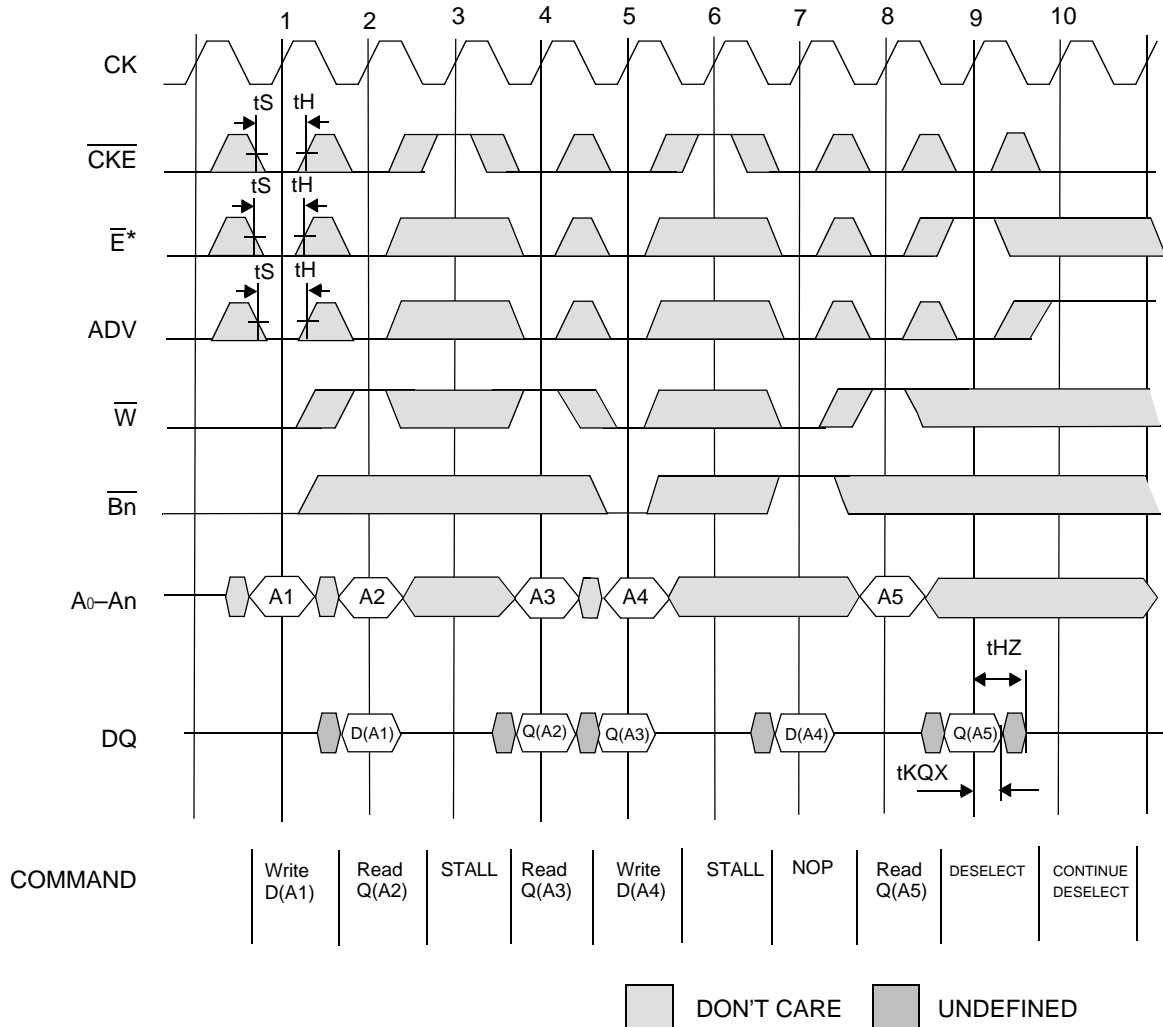 1 2 3 4 5 6 7 8 9 10
CK
tS tH
CKE
tS tH
E*
tS tH
ADV
W
Bn
A0–An A1 A2 A3 A4 A5
tHZ
DQ D(A1) Q(A2) Q(A3) D(A4) Q(A5)
tKQX
COMMAND
Write D(A1)
Read Q(A2)
STALL
Read Q(A3)
Write D(A4)
STALL
NOP
Read Q(A5)
DESELECT
CONTINUE DESELECT
DON'T CARE UNDEFINED